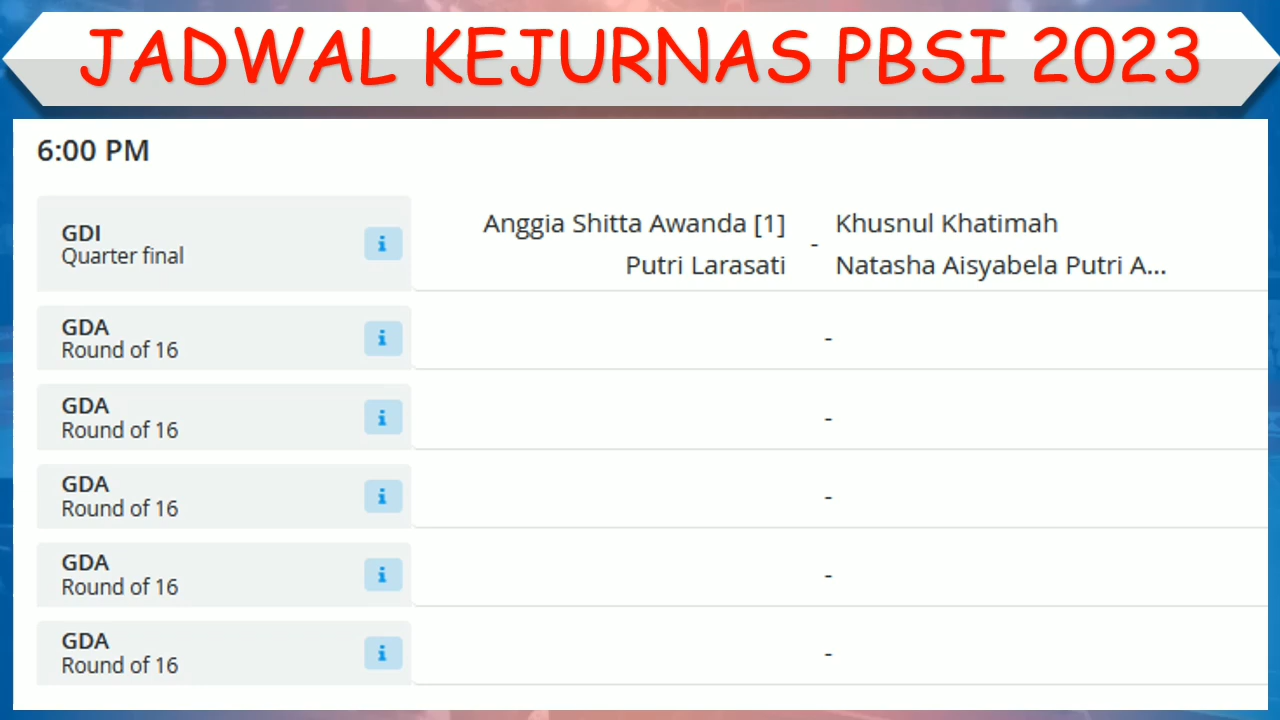 JADWAL KEJURNAS PBSI 2023
6:00 PM
GDI
Quarter final
i
Anggia Shitta Awanda [1]
Putri Larasati
-
Khusnul Khatimah
Natasha Aisyabela Putri A...
GDA
Round of 16
i
-
GDA
Round of 16
i
-
GDA
Round of 16
i
-
GDA
Round of 16
i
-
GDA
Round of 16
i
-